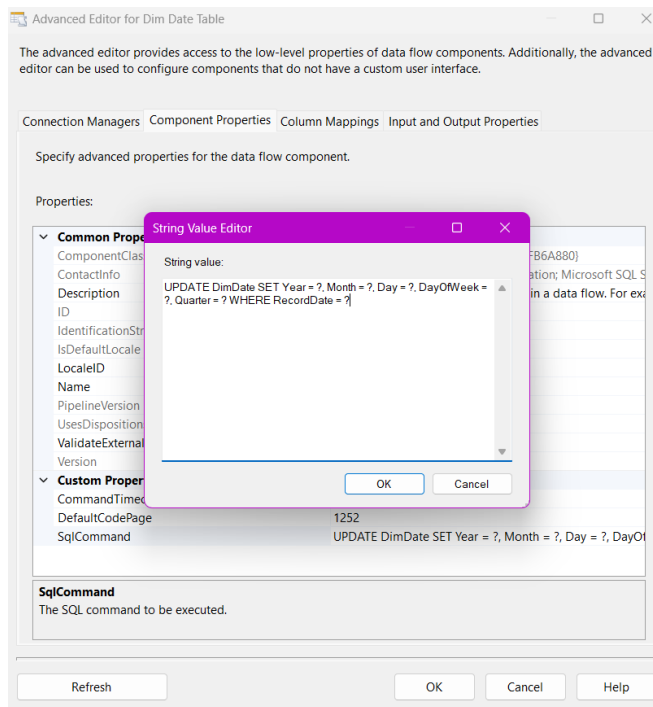 Advanced Editor for Dim Date Table
The advanced editor provides access to the low-level properties of data flow components. Additionally, the advanced
editor can be used to configure components that do not have a custom user interface.
Connection Managers Component Properties Column Mappings Input and Output Properties
Specify advanced properties for the data flow component.
Properties:
Common Prope
String Value Editor
ComponentClas
FB6A880}
String value:
ContactInfo
ation; Microsoft SQL S
UPDATE DimDate SET Year = ?, Month = ?, Day = ?, DayOfWeek =
?, Quarter = ? WHERE RecordDate = ?
Description
in a data flow. For exa
ID
IdentificationStr
IsDefaultLocale
LocaleID
Name
PipelineVersion
UsesDisposition
ValidateExternal
Version
OK Cancel
Custom Proper
CommandTimeo
DefaultCodePage 1252
SqlCommand UPDATE DimDate SET Year = ?, Month = ?, Day = ?, DayOf
SqlCommand
The SQL command to be executed.
Refresh OK Cancel Help